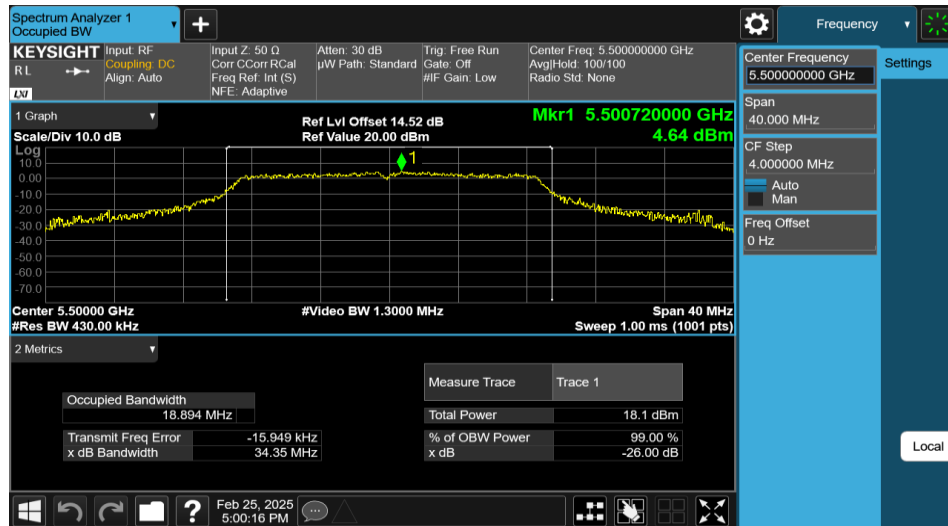 Spectrum Analyzer 1
Occupied BW
Frequency
KEYSIGHT
R L
LXI
Input: RF
Coupling: DC
Align: Auto
Input Z: 50 Ω
Corr CCorr RCal
Freq Ref: Int (S)
NFE: Adaptive
Atten: 30 dB
µW Path: Standard
Trig: Free Run
Gate: Off
#IF Gain: Low
Center Freq: 5.500000000 GHz
Avg|Hold: 100/100
Radio Std: None
Center Frequency
5.500000000 GHz
Settings
Span
40.000 MHz
CF Step
4.000000 MHz
Auto
Man
Freq Offset
0 Hz
Local
1 Graph
Scale/Div 10.0 dB
Ref Lvl Offset 14.52 dB
Ref Value 20.00 dBm
Mkr1 5.500720000 GHz
4.64 dBm
Log
10.0
0.00
-10.0
-20.0
-30.0
-40.0
-50.0
-60.0
-70.0
1
Center 5.50000 GHz
#Res BW 430.00 kHz
#Video BW 1.3000 MHz
Span 40 MHz
Sweep 1.00 ms (1001 pts)
2 Metrics
Measure Trace Trace 1
Occupied Bandwidth
18.894 MHz
Total Power 18.1 dBm
Transmit Freq Error -15.949 kHz
% of OBW Power 99.00 %
x dB Bandwidth 34.35 MHz
x dB -26.00 dB
Feb 25, 2025
5:00:16 PM